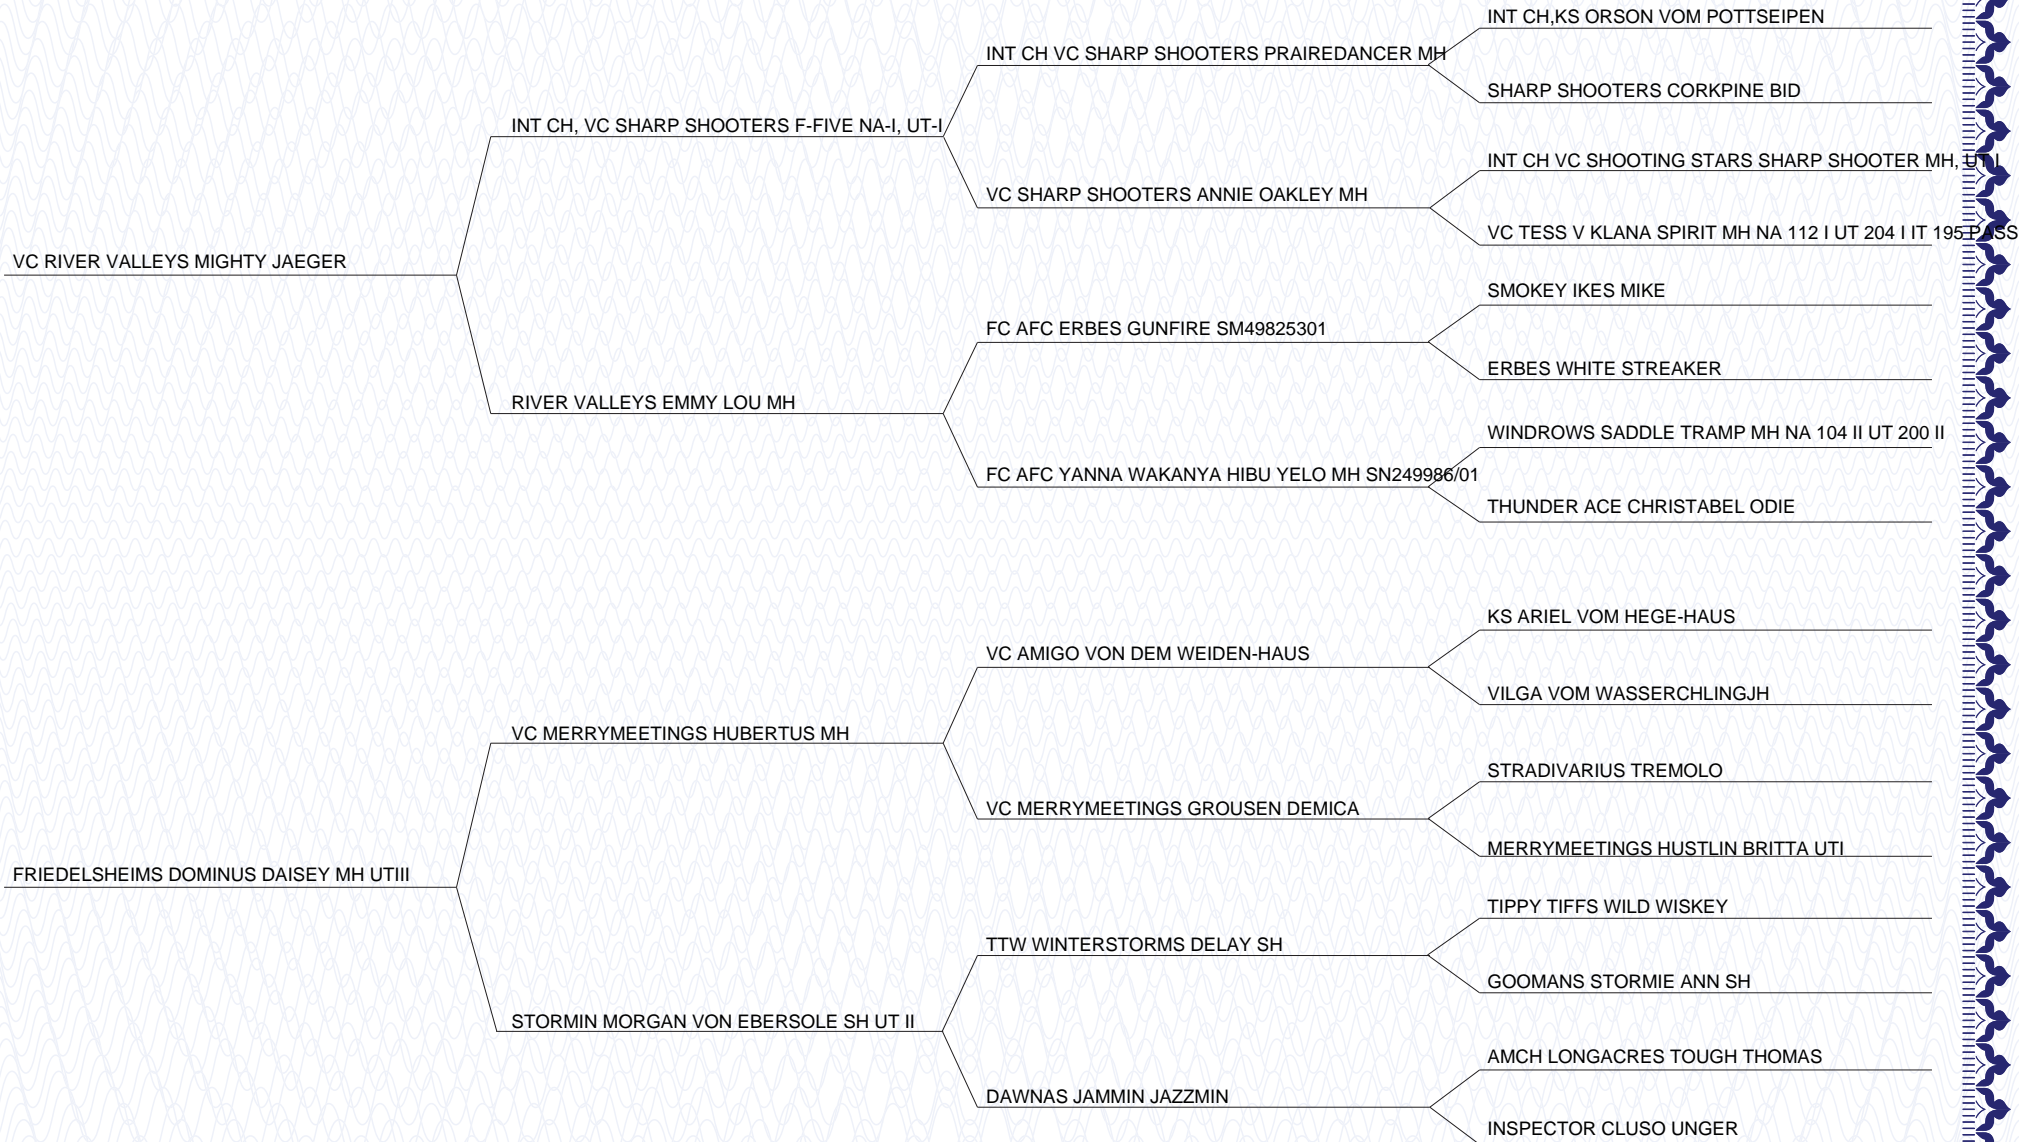 INT CH,KS ORSON VOM POTTSEIPEN
INT CH VC SHARP SHOOTERS PRAIREDANCER MH
SHARP SHOOTERS CORKPINE BID
INT CH, VC SHARP SHOOTERS F-FIVE NA-I, UT-I
INT CH VC SHOOTING STARS SHARP SHOOTER MH, UT I
VC SHARP SHOOTERS ANNIE OAKLEY MH
VC TESS V KLANA SPIRIT MH NA 112 I UT 204 I IT 195 PASS
VC RIVER VALLEYS MIGHTY JAEGER
SMOKEY IKES MIKE
FC AFC ERBES GUNFIRE SM49825301
ERBES WHITE STREAKER
RIVER VALLEYS EMMY LOU MH
WINDROWS SADDLE TRAMP MH NA 104 II UT 200 II
FC AFC YANNA WAKANYA HIBU YELO MH SN249986/01
THUNDER ACE CHRISTABEL ODIE
KS ARIEL VOM HEGE-HAUS
VC AMIGO VON DEM WEIDEN-HAUS
VILGA VOM WASSERCHLINGJH
VC MERRYMEETINGS HUBERTUS MH
STRADIVARIUS TREMOLO
VC MERRYMEETINGS GROUSEN DEMICA
MERRYMEETINGS HUSTLIN BRITTA UTI
FRIEDELSHEIMS DOMINUS DAISEY MH UTIII
TIPPY TIFFS WILD WISKEY
TTW WINTERSTORMS DELAY SH
GOOMANS STORMIE ANN SH
STORMIN MORGAN VON EBERSOLE SH UT II
AMCH LONGACRES TOUGH THOMAS
DAWNAS JAMMIN JAZZMIN
INSPECTOR CLUSO UNGER